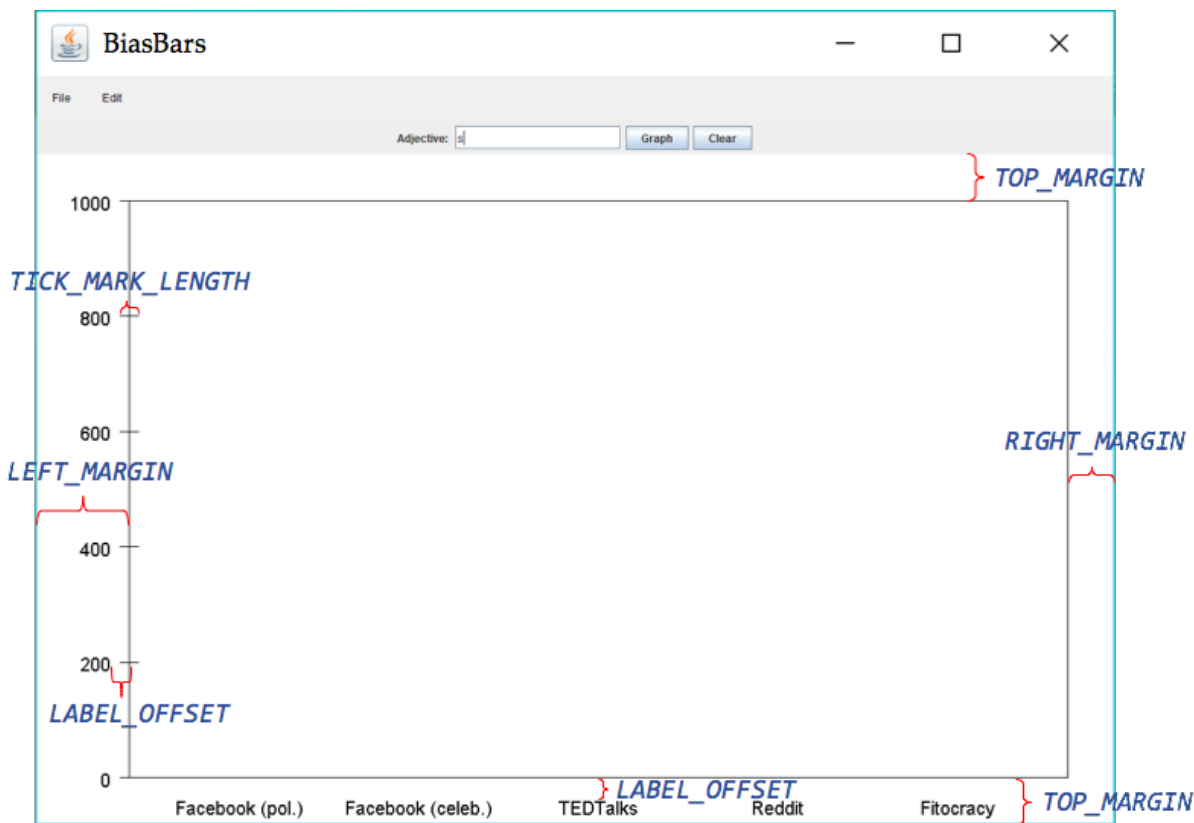 BiasBars
File Edit
Adjective: s Graph Clear
TOP_MARGIN
1000
TICK_MARK_LENGTH
800
600
RIGHT_MARGIN
LEFT_MARGIN
400
200
LABEL_OFFSET
0
LABEL_OFFSET
Facebook (pol.) Facebook (celeb.) TEDTalks Reddit Fitocracy
TOP_MARGIN